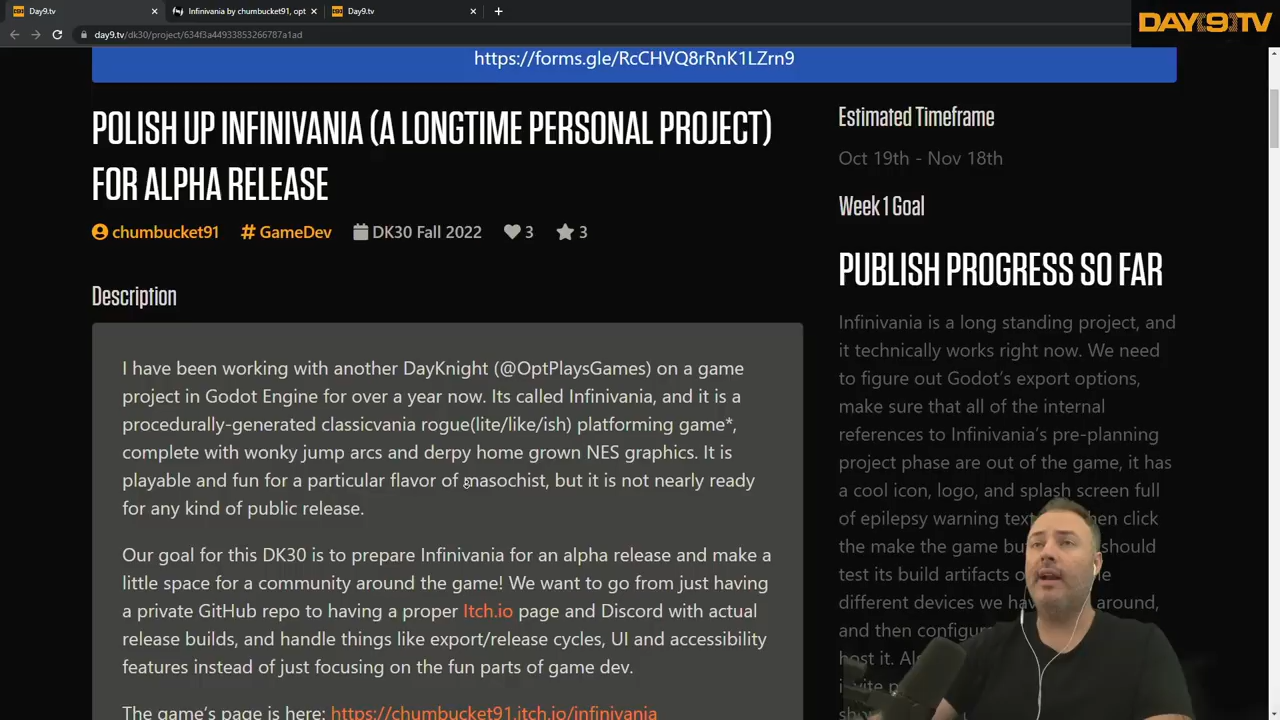 Day9.tv
Infinivania by chumbucket91, opt
Day9.tv
DAY9.TV
day9.tv/dk30/project/634f3a44933853266787a1ad
https://forms.gle/RcCHVQ8rRnK1LZrn9
POLISH UP INFINIVANIA (A LONGTIME PERSONAL PROJECT)
FOR ALPHA RELEASE
chumbucket91
# GameDev
DK30 Fall 2022
3
3
Description
I have been working with another DayKnight (@OptPlaysGames) on a game
project in Godot Engine for over a year now. Its called Infinivania, and it is a
procedurally-generated classicvania rogue(lite/like/ish) platforming game*,
complete with wonky jump arcs and derpy home grown NES graphics. It is
playable and fun for a particular flavor of masochist, but it is not nearly ready
for any kind of public release.
Our goal for this DK30 is to prepare Infinivania for an alpha release and make a
little space for a community around the game! We want to go from just having
a private GitHub repo to having a proper Itch.io page and Discord with actual
release builds, and handle things like export/release cycles, UI and accessibility
features instead of just focusing on the fun parts of game dev.
The game's page is here: https://chumbucket91.itch.io/infinivania
Estimated Timeframe
Oct 19th - Nov 18th
Week 1 Goal
PUBLISH PROGRESS SO FAR
Infinivania is a long standing project, and
it technically works right now. We need
to figure out Godot's export options,
make sure that all of the internal
references to Infinivania's pre-planning
project phase are out of the game, it has
a cool icon, logo, and splash screen full
of epilepsy warning
the make the game should
test its build artifacts
different devices we around,
and then
host it.